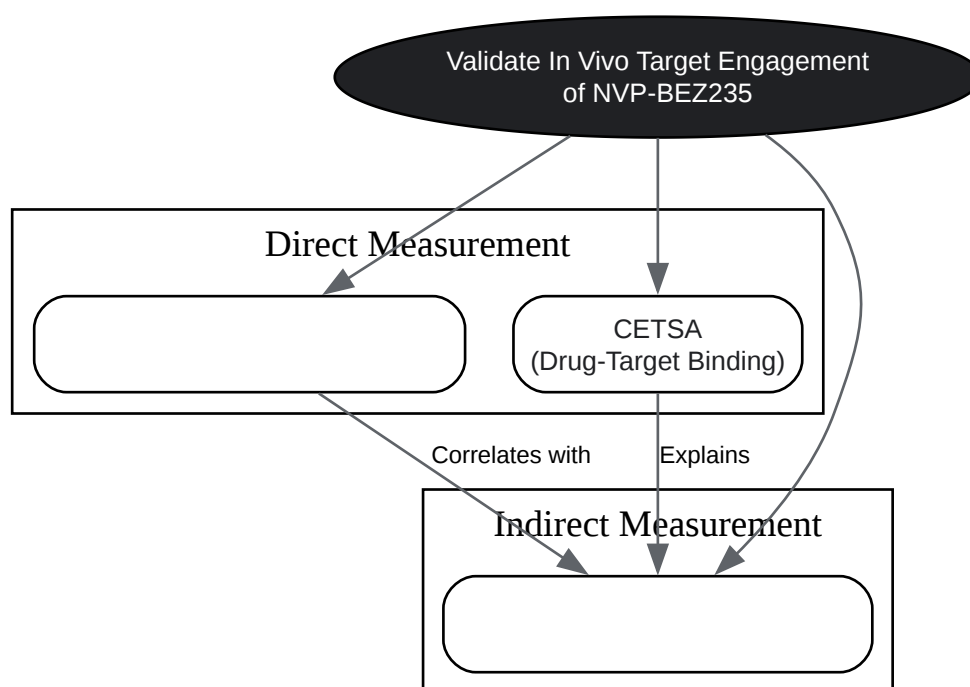 Validate In Vivo Target Engagement
of NVP-BEZ235
Direct Measurement
CETSA
(Drug-Target Binding)
Correlates with
Explains
Indirect Measurement